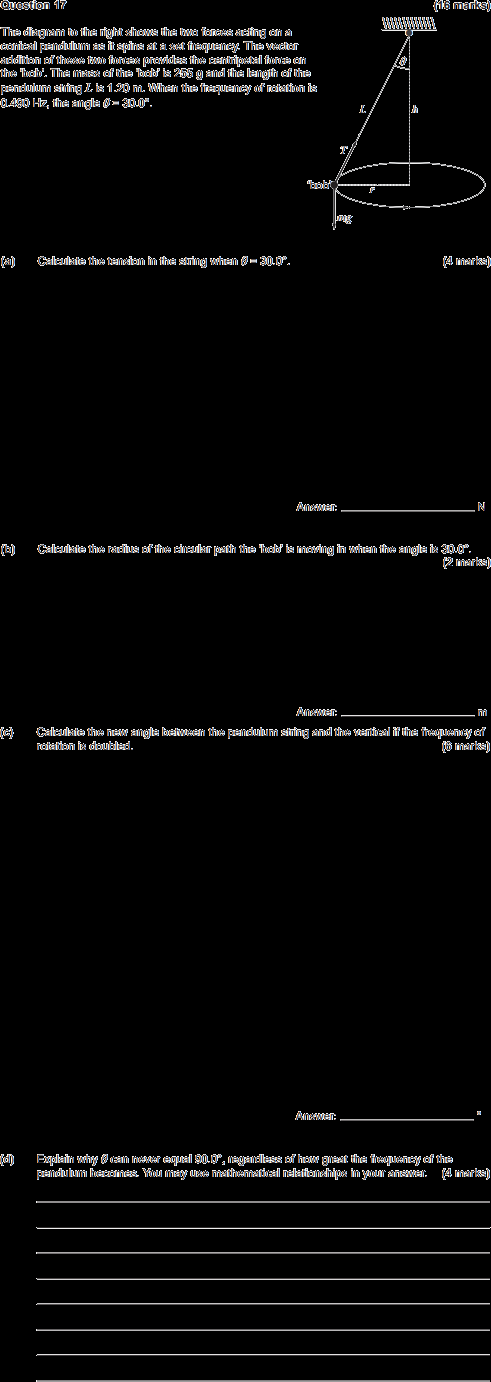 Question 17 (16 marks)
The diagram to the right shows the two forces acting on a
conical pendulum as it spins at a set frequency. The vector
addition of these two forces provides the centripetal force on
the 'bob'. The mass of the 'bob' is 255 g and the length of the
pendulum string L is 1.20 m. When the frequency of rotation is
0.490 Hz, the angle θ = 30.0°.
θ
L
h
T
'bob'
r
mg
(a) Calculate the tension in the string when θ = 30.0°. (4 marks)
Answer: N
(b) Calculate the radius of the circular path the 'bob' is moving in when the angle is 30.0°.
(2 marks)
Answer: m
(c) Calculate the new angle between the pendulum string and the vertical if the frequency of
rotation is doubled. (6 marks)
Answer: °
(d) Explain why θ can never equal 90.0°, regardless of how great the frequency of the
pendulum becomes. You may use mathematical relationships in your answer. (4 marks)